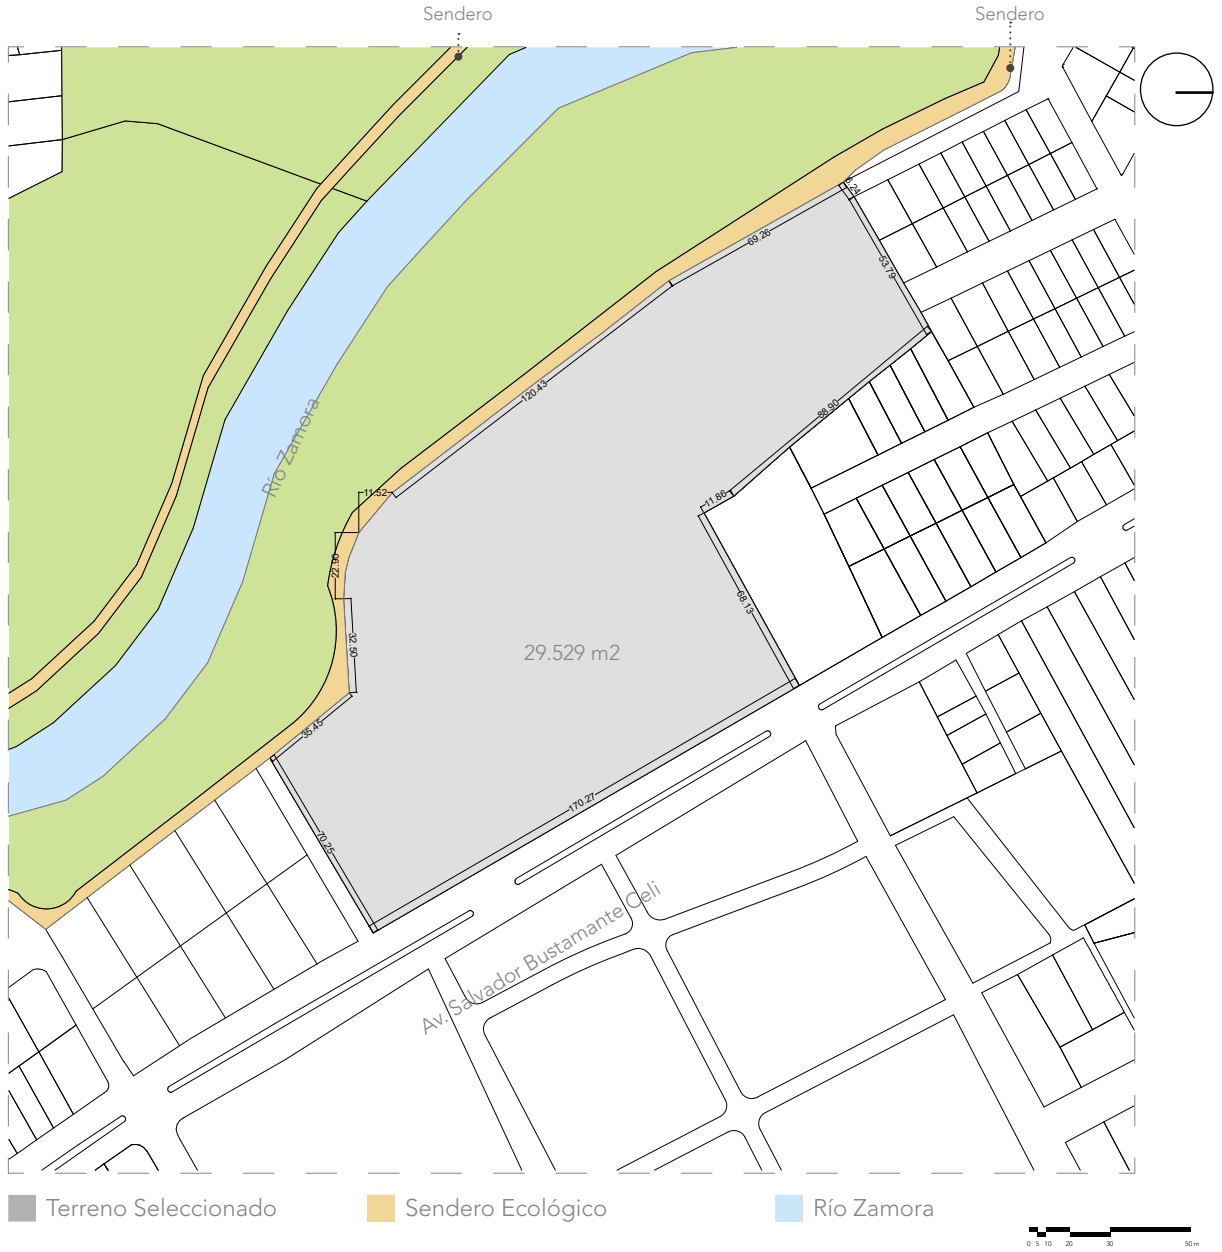 Sendero Sendero
6.24
69.26
53.79
120.43
88.90
Río Zamora
11.52
11.86
22.90
68.13
32.50
29.529 m2
35.45
170.27
70.25
Av. Salvador Bustamante Celi
Terreno Seleccionado Sendero Ecológico Río Zamora
0 5 10 20 30 50 m